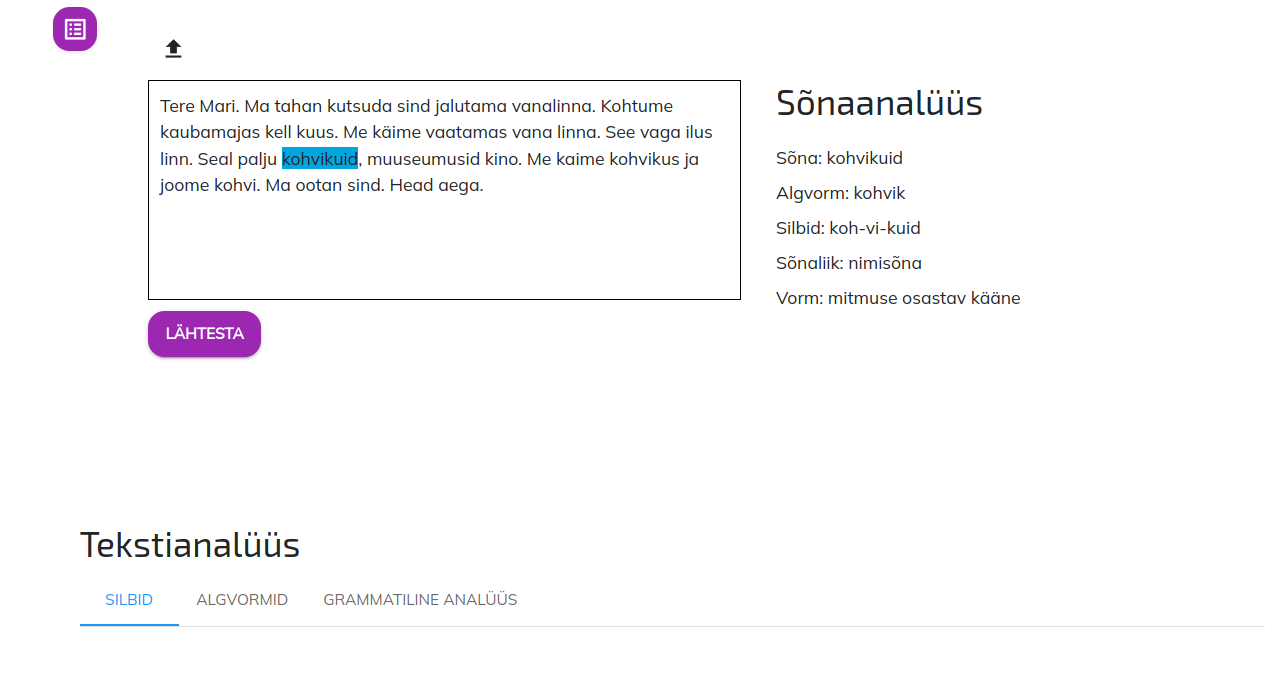 Tere Mari. Ma tahan kutsuda sind jalutama vanalinna. Kohtume
kaubamajas kell kuus. Me käime vaatamas vana linna. See vaga ilus
linn. Seal palju kohvikuid, muuseumusid kino. Me kaime kohvikus ja
joome kohvi. Ma ootan sind. Head aega.
LÄHTESTA
Sõnaanalüüs
Sõna: kohvikuid
Algvorm: kohvik
Silbid: koh-vi-kuid
Sõnaliik: nimisõna
Vorm: mitmuse osastav kääne
Tekstianalüüs
SILBID ALGVORMID GRAMMATILINE ANALÜÜS